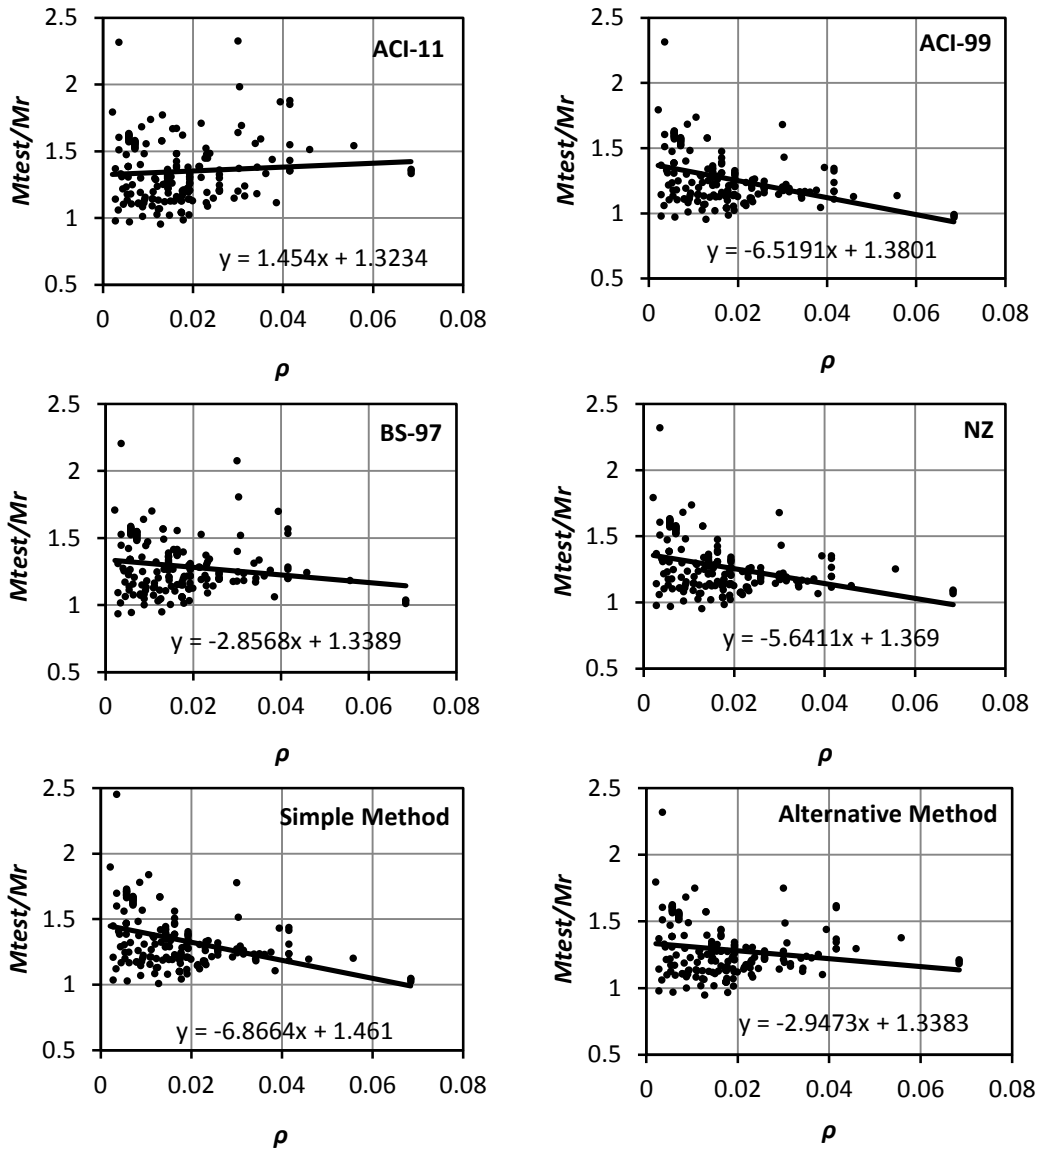 2.5
2
1.5
1
0.5
Mtest/Mr
ACI-11
y = 1.454x + 1.3234
0 0.02 0.04 0.06 0.08
ρ
2.5
2
1.5
1
0.5
Mtest/Mr
ACI-99
y = -6.5191x + 1.3801
0 0.02 0.04 0.06 0.08
ρ
2.5
2
1.5
1
0.5
Mtest/Mr
BS-97
y = -2.8568x + 1.3389
0 0.02 0.04 0.06 0.08
ρ
2.5
2
1.5
1
0.5
Mtest/Mr
NZ
y = -5.6411x + 1.369
0 0.02 0.04 0.06 0.08
ρ
2.5
2
1.5
1
0.5
Mtest/Mr
Simple Method
y = -6.8664x + 1.461
0 0.02 0.04 0.06 0.08
ρ
2.5
2
1.5
1
0.5
Mtest/Mr
Alternative Method
y = -2.9473x + 1.3383
0 0.02 0.04 0.06 0.08
ρ